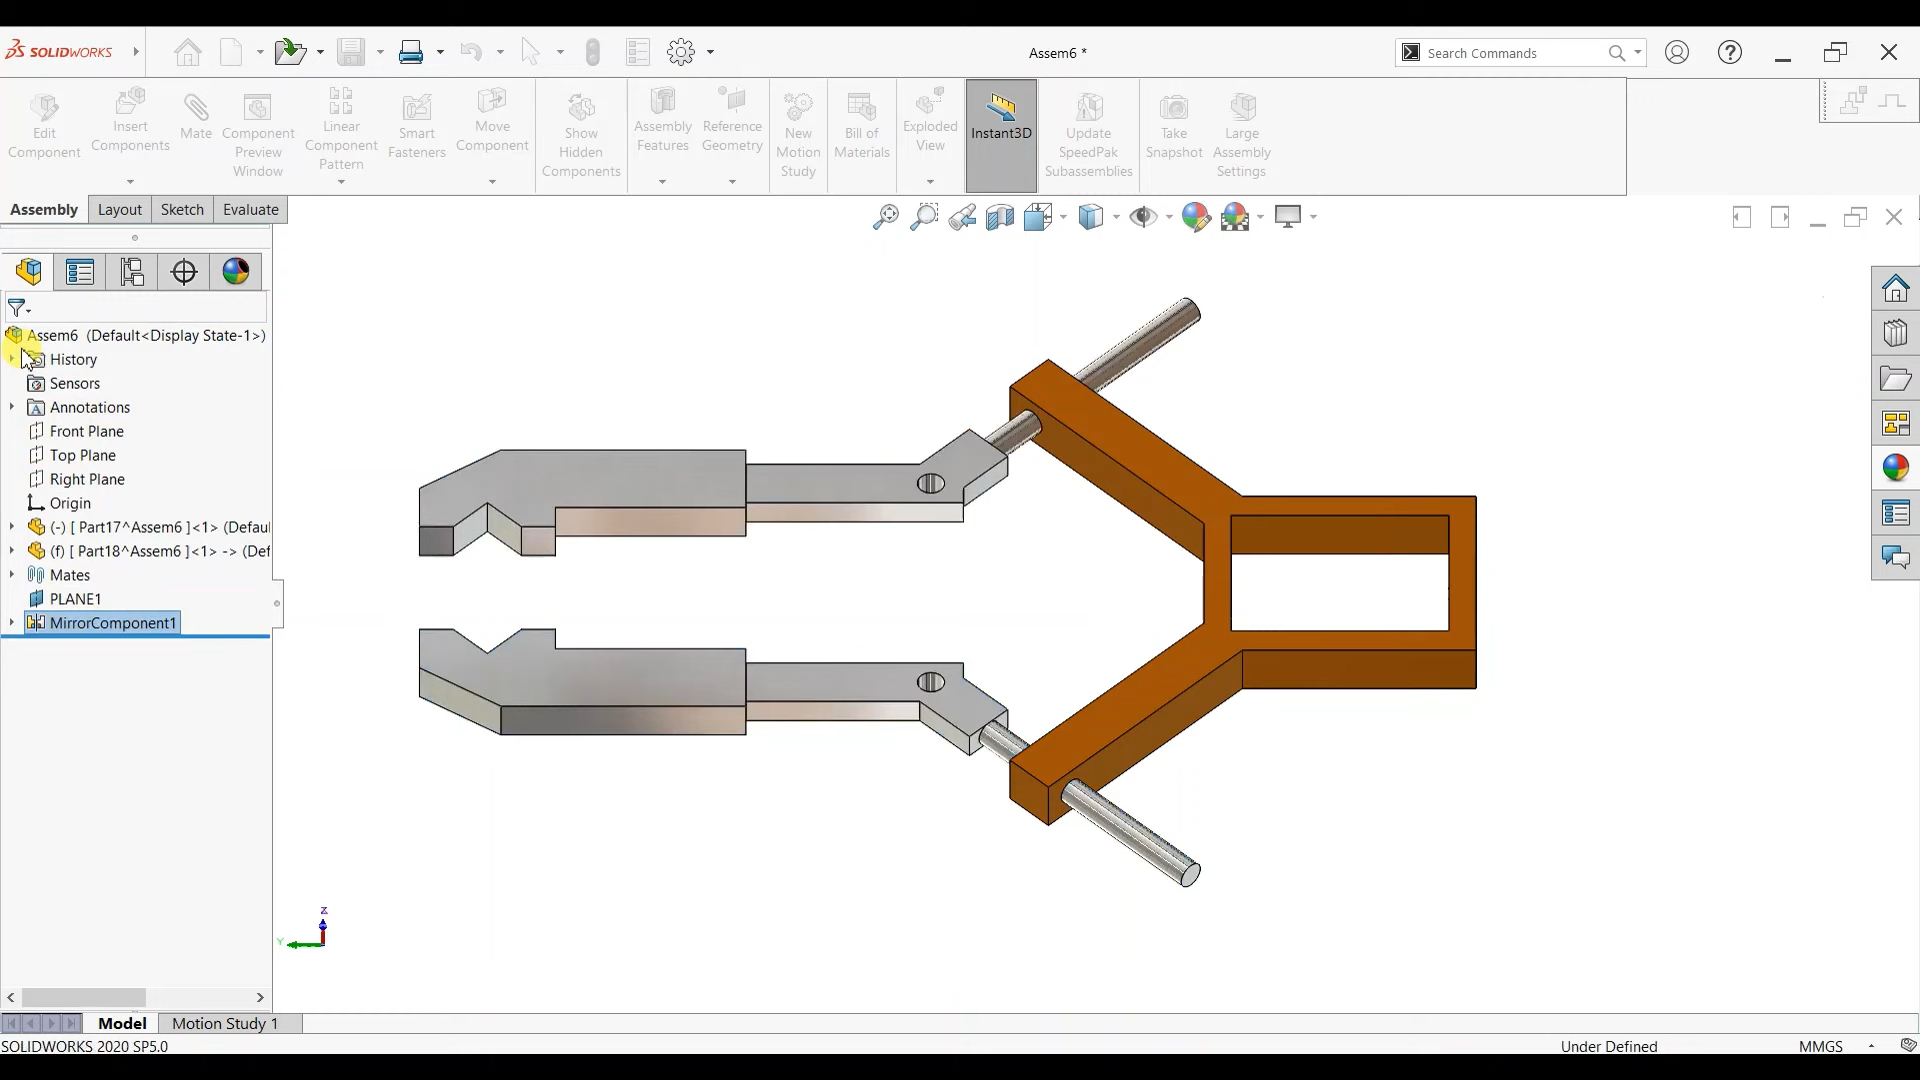 SOLIDWORKS
Assem6 *
Search Commands
Edit
Component
Insert
Components
Mate
Component
Preview
Window
Linear
Component
Pattern
Smart
Fasteners
Move
Component
Show
Hidden
Components
Assembly
Features
Reference
Geometry
New
Motion
Study
Bill of
Materials
Exploded
View
Instant3D
Update
SpeedPak
Subassemblies
Take
Snapshot
Large
Assembly
Settings
Assembly Layout Sketch Evaluate
Assem6 (Default<Display State-1>)
History
Sensors
Annotations
Front Plane
Top Plane
Right Plane
Origin
(-) [ Part17^Assem6 ]<1> (Defaul
(f) [ Part18^Assem6 ]<1> -> (Def
Mates
PLANE1
MirrorComponent1
Z
Y
Model Motion Study 1
SOLIDWORKS 2020 SP5.0
Under Defined
MMGS